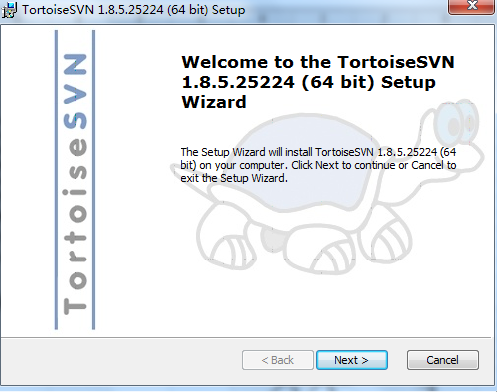 TortoiseSVN 1.8.5.25224 (64 bit) Setup
TortoiseSVN
Welcome to the TortoiseSVN
1.8.5.25224 (64 bit) Setup
Wizard
The Setup Wizard will install TortoiseSVN 1.8.5.25224 (64
bit) on your computer. Click Next to continue or Cancel to
exit the Setup Wizard.
< Back
Next >
Cancel